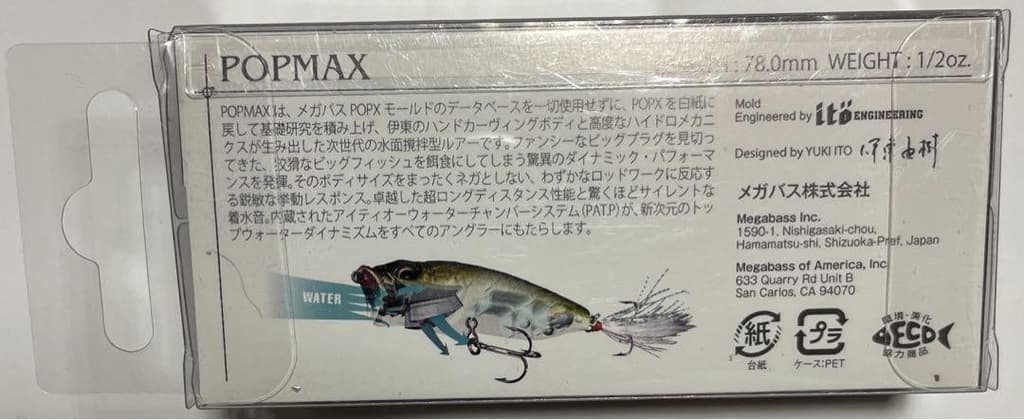 POPMAX
78.0mm WEIGHT : 1/2oz.
POPMAXは、メガバスPOPXモールドのデータベースを一切使用せずに、POPXを白紙に
戻して基礎研究を積み上げ、伊東のハンドカーヴィングボディと高度なハイドロメカニ
クスが生み出した次世代の水面撹拌型ルアーです。ファンシーなビッグプラグを見切っ
てきた、狡猾なビッグフィッシュを餌食にしてしまう驚異のダイナミック・パフォーマ
ンスを発揮。そのボディサイズをまったくネガとしない、わずかなロッドワークに反応す
る鋭敏な挙動レスポンス。卓越した超ロングディスタンス性能と驚くほどサイレントな
着水音。内蔵されたアイティオーウォーターチャンバーシステム(PAT.P)が、新次元のトッ
プウォーターダイナミズムをすべてのアングラーにもたらします。
WATER
Mold
Engineered by itö ENGINEERING
Designed by YUKI ITO 伊東由樹
メガバス株式会社
Megabass Inc.
1590-1, Nishigasaki-chou,
Hamamatsu-shi, Shizuoka-Pref, Japan
Megabass of America, Inc
633 Quarry Rd Unit B
San Carlos, CA 94070
紙
台紙
プラ
ケース:PET
環境・美化
ECO
協力商品